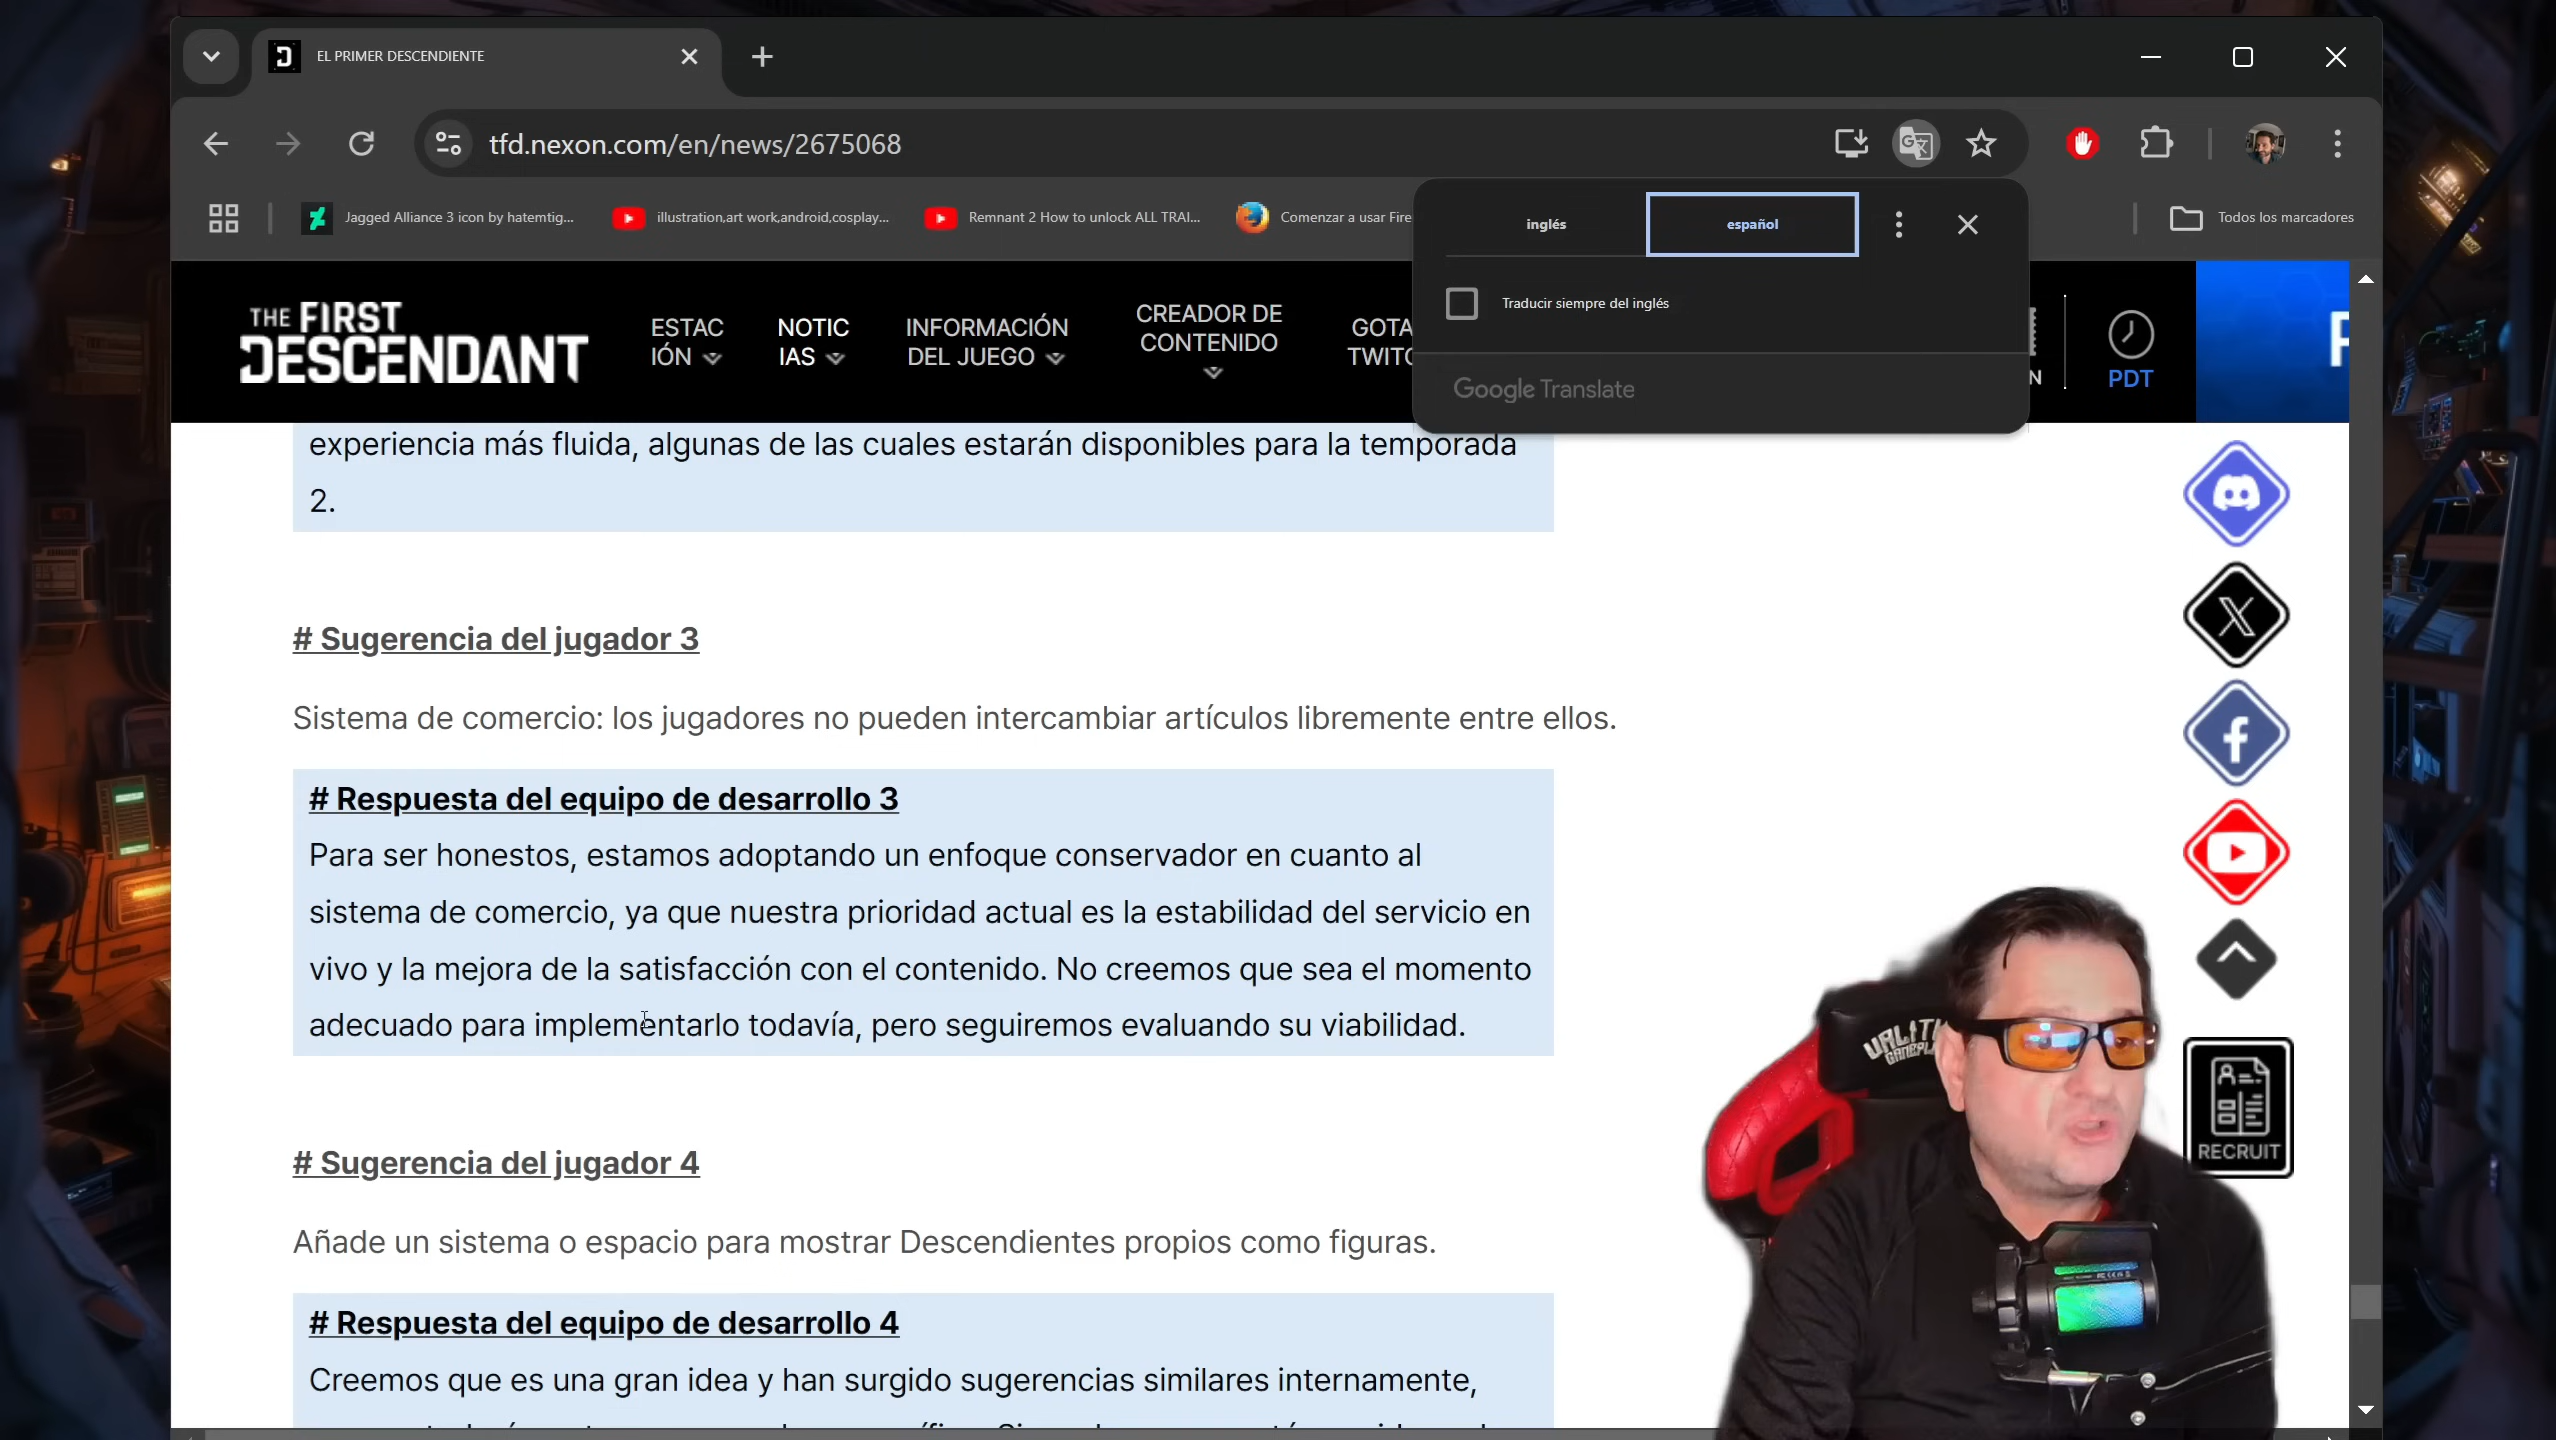 EL PRIMER DESCENDIENTE
tfd.nexon.com/en/news/2675068
Jagged Alliance 3 icon by hatemtig...
illustration,art work,android,cosplay...
Remnant 2 How to unlock ALL TRAI...
Comenzar a usar Fire
Todos los marcadores
inglés
español
Traducir siempre del inglés
Google Translate
THE FIRST
DESCENDANT
ESTAC
IÓN
NOTIC
IAS
INFORMACIÓN
DEL JUEGO
CREADOR DE
CONTENIDO
GOTA
TWITC
N
PDT
experiencia más fluida, algunas de las cuales estarán disponibles para la temporada
2.
# Sugerencia del jugador 3
Sistema de comercio: los jugadores no pueden intercambiar artículos libremente entre ellos.
# Respuesta del equipo de desarrollo 3
Para ser honestos, estamos adoptando un enfoque conservador en cuanto al
sistema de comercio, ya que nuestra prioridad actual es la estabilidad del servicio en
vivo y la mejora de la satisfacción con el contenido. No creemos que sea el momento
adecuado para implementarlo todavía, pero seguiremos evaluando su viabilidad.
# Sugerencia del jugador 4
Añade un sistema o espacio para mostrar Descendientes propios como figuras.
# Respuesta del equipo de desarrollo 4
Creemos que es una gran idea y han surgido sugerencias similares internamente,
RECRUIT